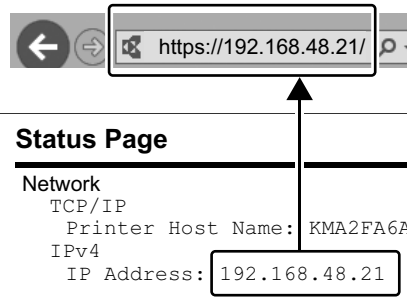 https://192.168.48.21/
Status Page
Network
TCP/IP
Printer Host Name: KMA2FA6A
IPv4
IP Address: 192.168.48.21